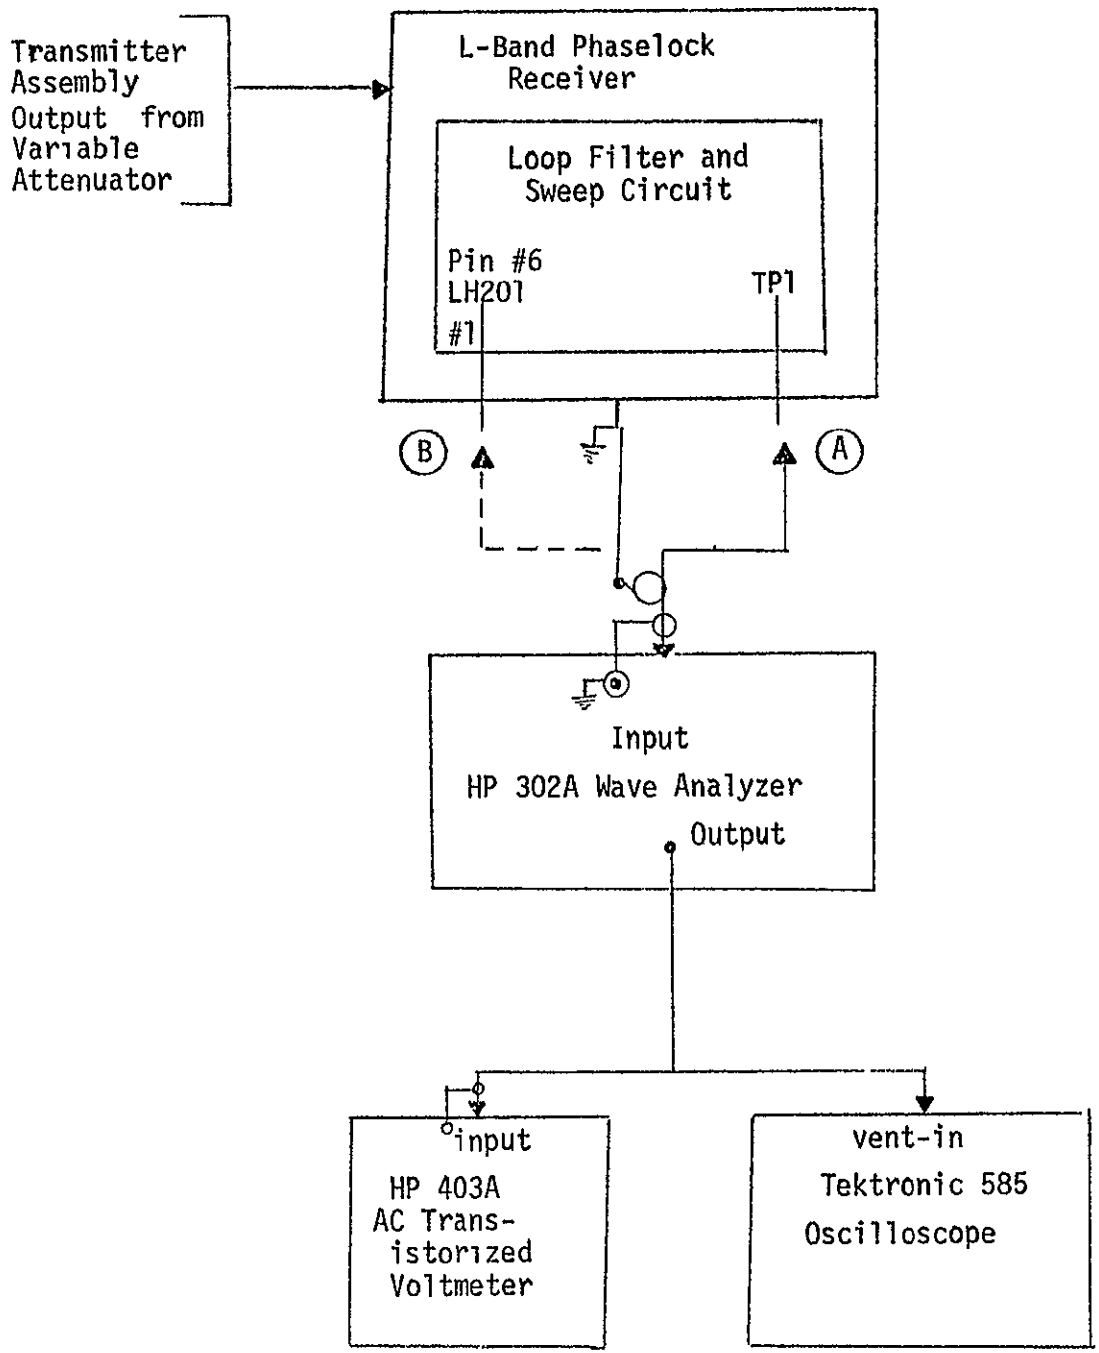 Transmitter
Assembly
Output from
Variable
Attenuator
L-Band Phaselock
Receiver
Loop Filter and
Sweep Circuit
Pin #6
LH201
#1
TP1
B
A
Input
HP 302A Wave Analyzer
Output
input
HP 403A
AC Trans-
istorized
Voltmeter
vent-in
Tektronic 585
Oscilloscope